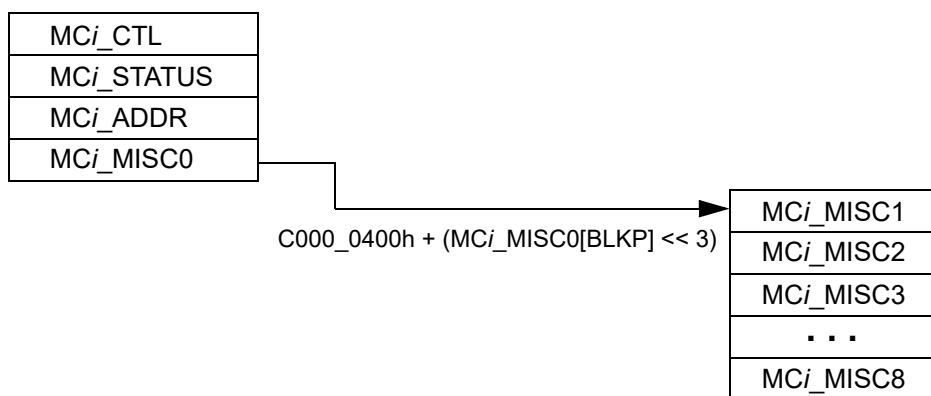 MCi_CTL
MCi_STATUS
MCi_ADDR
MCi_MISC0
C000_0400h + (MCi_MISC0[BLKP] << 3)
MCi_MISC1
MCi_MISC2
MCi_MISC3
. . .
MCi_MISC8